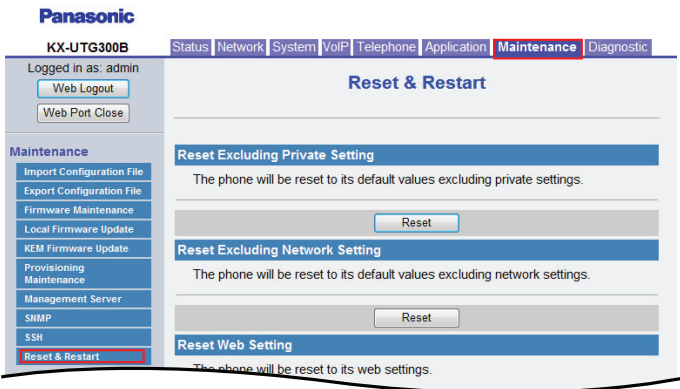 Panasonic
KX-UTG300B
Status Network System VoIP Telephone Application Maintenance Diagnostic
Logged in as: admin
Web Logout
Web Port Close
Reset & Restart
Maintenance
Import Configuration File
Export Configuration File
Firmware Maintenance
Local Firmware Update
KEM Firmware Update
Provisioning
Maintenance
Management Server
SNMP
SSH
Reset & Restart
Reset Excluding Private Setting
The phone will be reset to its default values excluding private settings.
Reset
Reset Excluding Network Setting
The phone will be reset to its default values excluding network settings.
Reset
Reset Web Setting
The phone will be reset to its web settings.